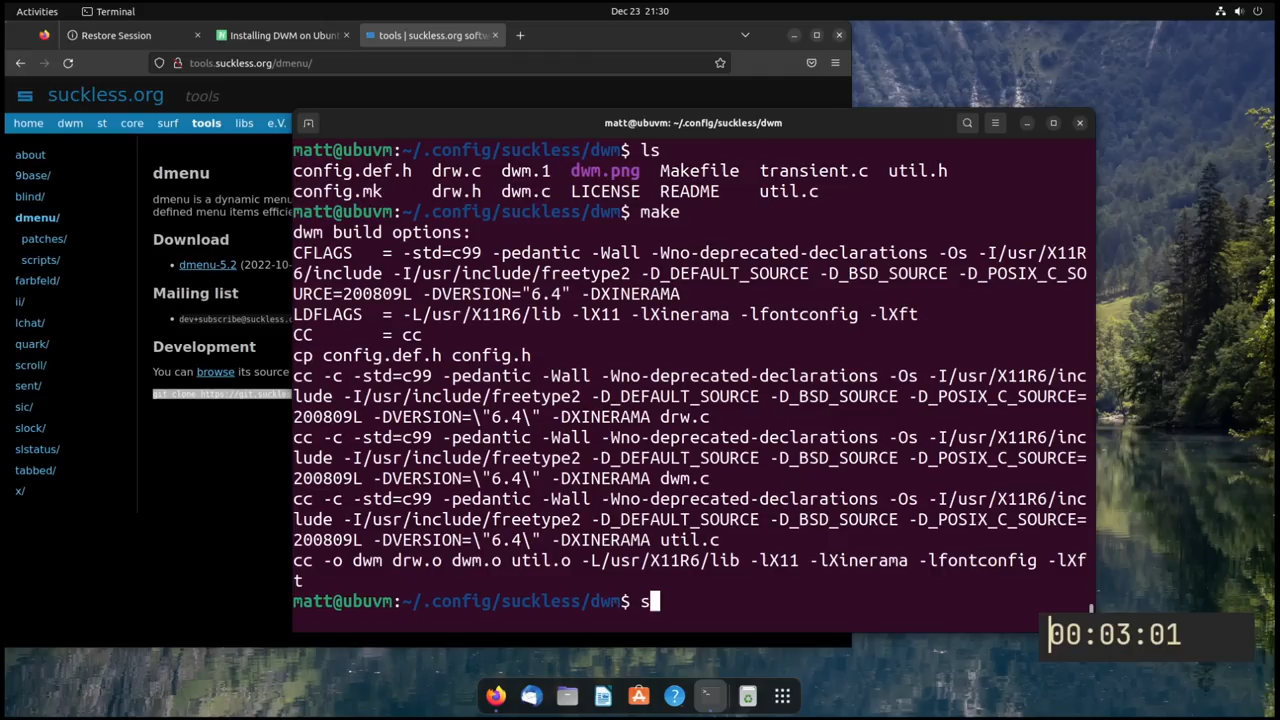 Activities
Terminal
Dec 23 21:30
Restore Session
Installing DWM on Ubunt
tools | suckless.org softw
tools.suckless.org/dmenu/
suckless.org tools
home dwm st core surf tools libs e.V.
about
9base/
blind/
dmenu/
patches/
scripts/
farbfeld/
ii/
lchat/
quark/
scroll/
sent/
sic/
slock/
slstatus/
tabbed/
x/
dmenu
dmenu is a dynamic menu
defined menu items efficie
Download
dmenu-5.2 (2022-10-
Mailing list
dev+subscribe@suckless.c
Development
You can browse its source
git clone https://git.suckle
matt@ubuvm: ~/.config/suckless/dwm
matt@ubuvm:~/.config/suckless/dwm$ ls
config.def.h drw.c dwm.1 dwm.png Makefile transient.c util.h
config.mk drw.h dwm.c LICENSE README util.c
matt@ubuvm:~/.config/suckless/dwm$ make
dwm build options:
CFLAGS = -std=c99 -pedantic -Wall -Wno-deprecated-declarations -Os -I/usr/X11R
6/include -I/usr/include/freetype2 -D_DEFAULT_SOURCE -D_BSD_SOURCE -D_POSIX_C_SO
URCE=200809L -DVERSION="6.4" -DXINERAMA
LDFLAGS = -L/usr/X11R6/lib -lX11 -lXinerama -lfontconfig -lXft
CC = cc
cp config.def.h config.h
cc -c -std=c99 -pedantic -Wall -Wno-deprecated-declarations -Os -I/usr/X11R6/inc
lude -I/usr/include/freetype2 -D_DEFAULT_SOURCE -D_BSD_SOURCE -D_POSIX_C_SOURCE=
200809L -DVERSION=\"6.4\" -DXINERAMA drw.c
cc -c -std=c99 -pedantic -Wall -Wno-deprecated-declarations -Os -I/usr/X11R6/inc
lude -I/usr/include/freetype2 -D_DEFAULT_SOURCE -D_BSD_SOURCE -D_POSIX_C_SOURCE=
200809L -DVERSION=\"6.4\" -DXINERAMA dwm.c
cc -c -std=c99 -pedantic -Wall -Wno-deprecated-declarations -Os -I/usr/X11R6/inc
lude -I/usr/include/freetype2 -D_DEFAULT_SOURCE -D_BSD_SOURCE -D_POSIX_C_SOURCE=
200809L -DVERSION=\"6.4\" -DXINERAMA util.c
cc -o dwm drw.o dwm.o util.o -L/usr/X11R6/lib -lX11 -lXinerama -lfontconfig -lXf
t
matt@ubuvm:~/.config/suckless/dwm$ s
00:03:01